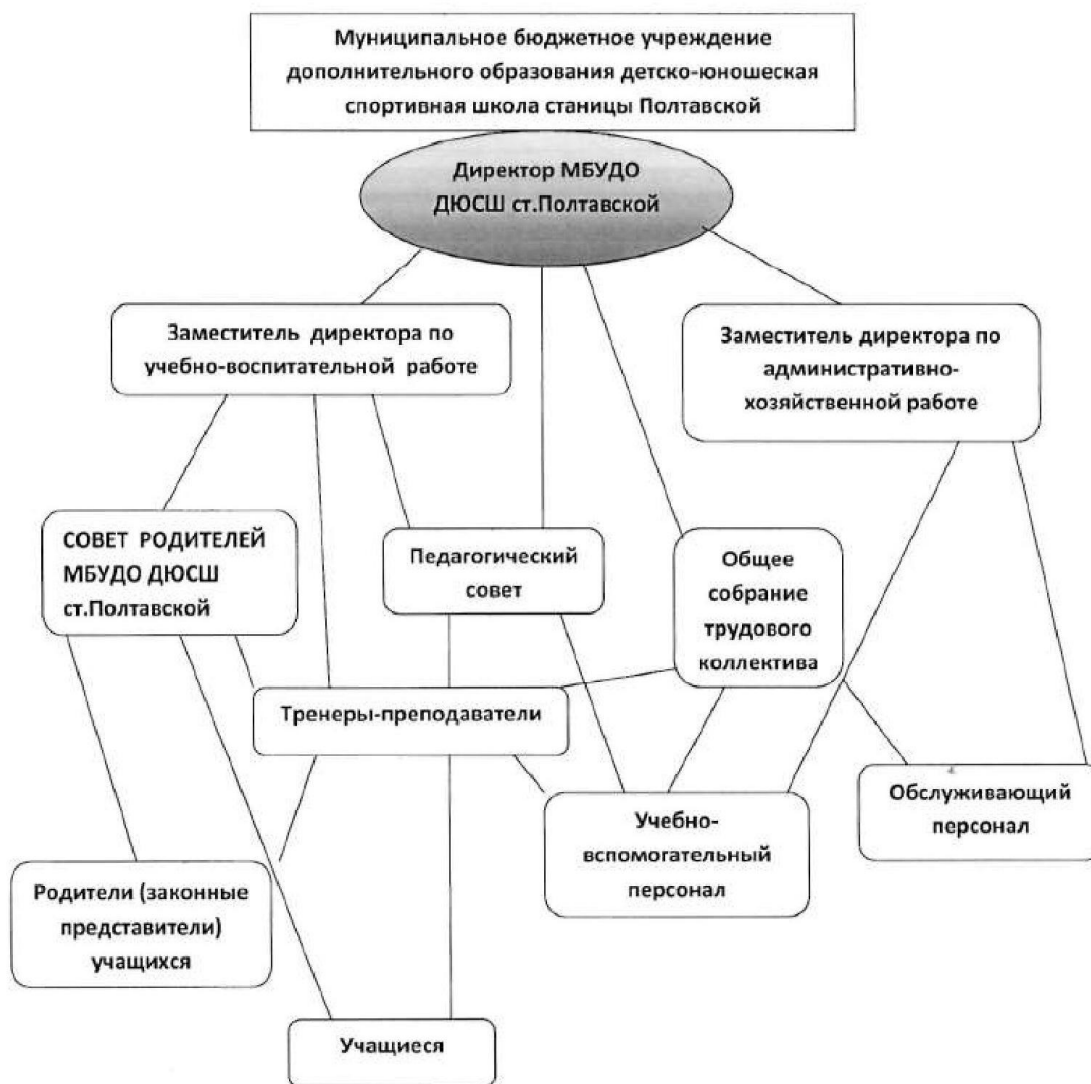 Муниципальное бюджетное учреждение
дополнительного образования детско-юношеская
спортивная школа станицы Полтавской
Директор МБУДО
ДЮСШ ст.Полтавской
Заместитель директора по
учебно-воспитательной работе
Заместитель директора по
административно-
хозяйственной работе
СОВЕТ РОДИТЕЛЕЙ
МБУДО ДЮСШ
ст.Полтавской
Педагогический
совет
Общее
собрание
трудового
коллектива
Тренеры-преподаватели
Обслуживающий
персонал
Учебно-
вспомогательный
персонал
Родители (законные
представители)
учащихся
Учащиеся